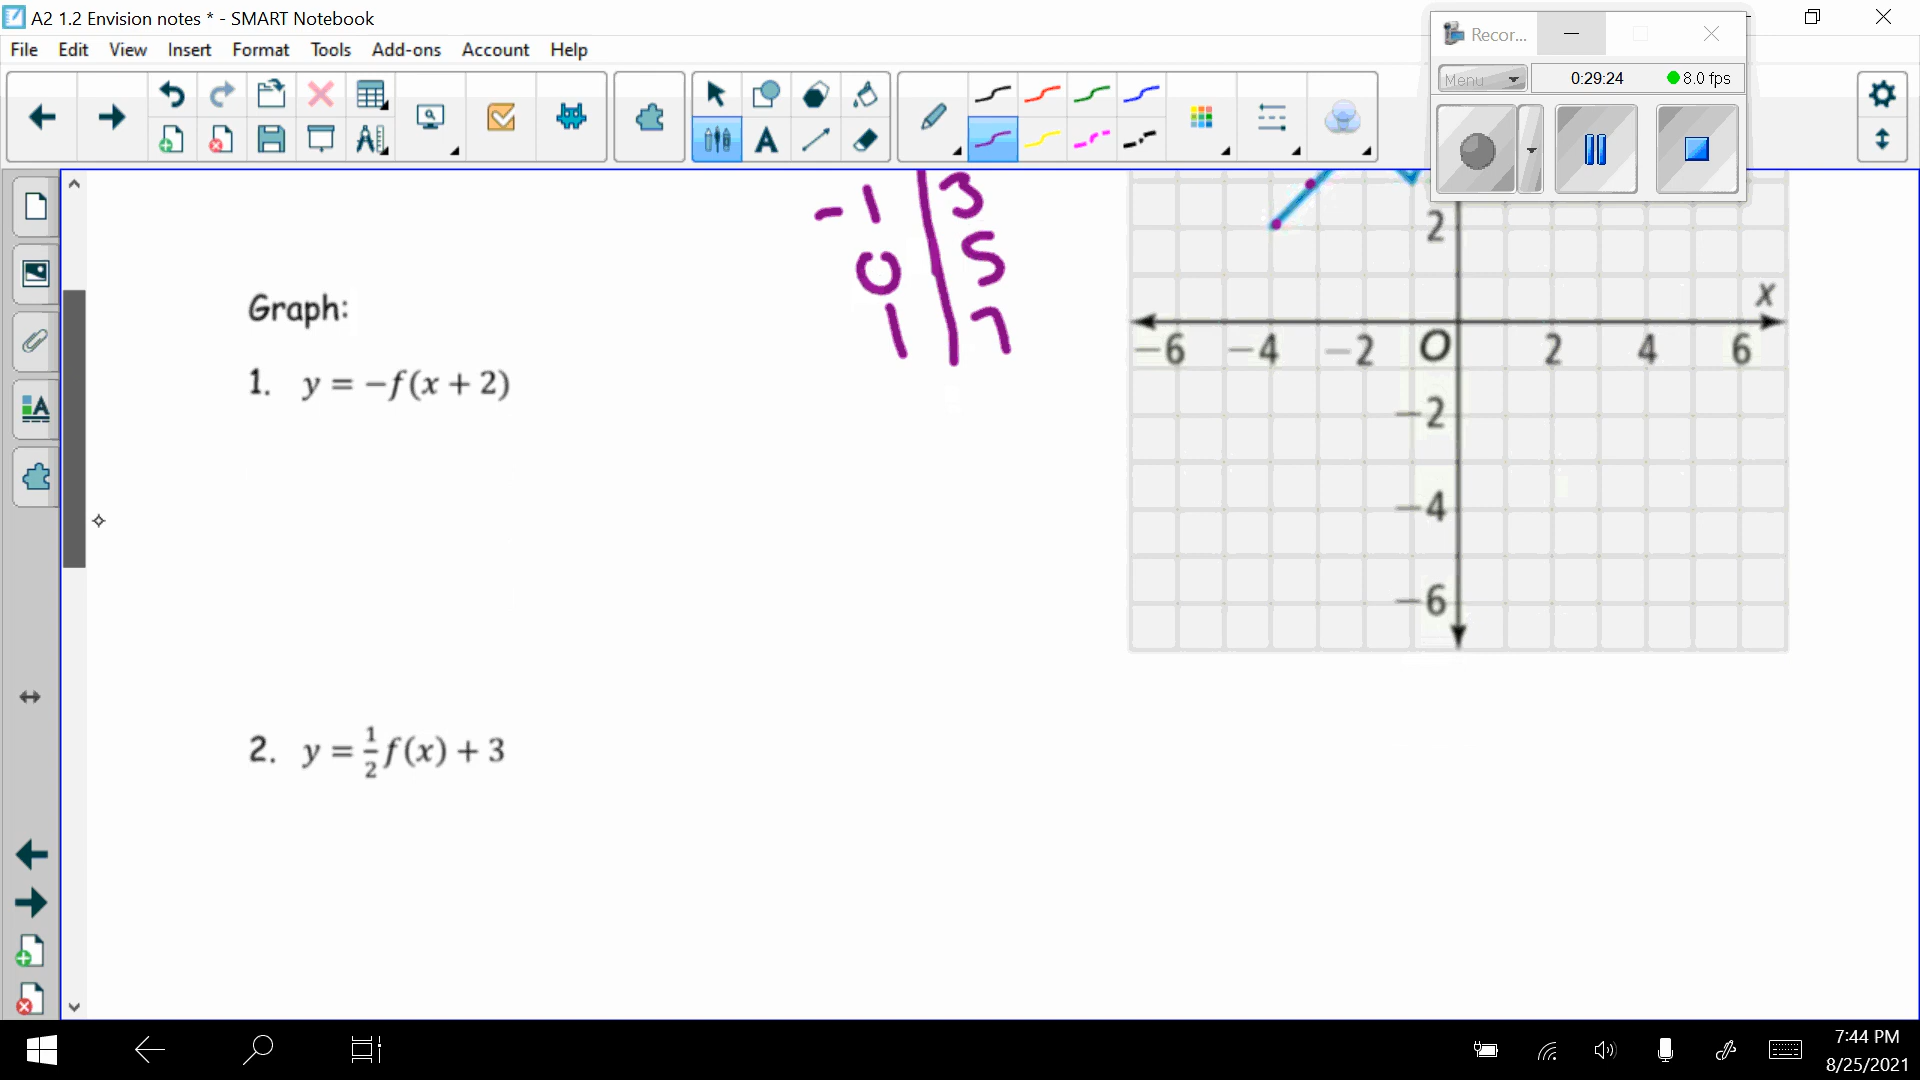 A2 1.2 Envision notes * - SMART Notebook
File Edit View Insert Format Tools Add-ons Account Help
Recor...
Menu 0:29:24 8.0 fps
-1 3
0 5
1 7
Graph:
1. y = −f(x + 2)
2. y = 1/2 f(x) + 3
2
x
−6 −4 −2 O 2 4 6
−2
−4
−6
7:44 PM
8/25/2021